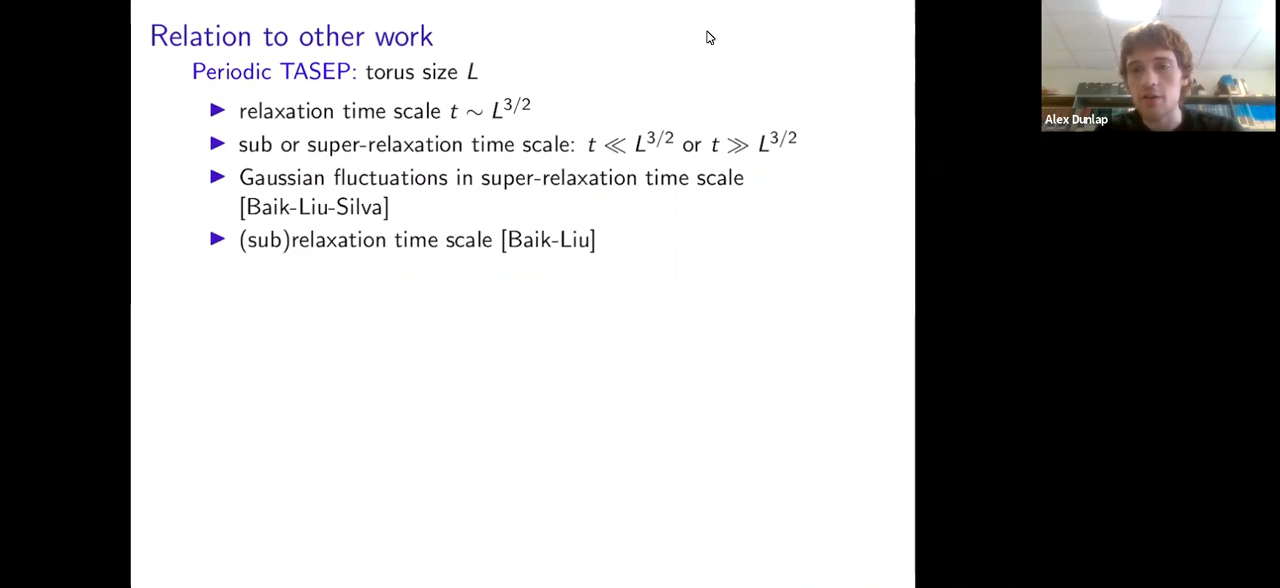 Relation to other work
Periodic TASEP: torus size L
▶ relaxation time scale t ∼ L^{3/2}
▶ sub or super-relaxation time scale: t ≪ L^{3/2} or t ≫ L^{3/2}
▶ Gaussian fluctuations in super-relaxation time scale
[Baik-Liu-Silva]
▶ (sub)relaxation time scale [Baik-Liu]
Alex Dunlap